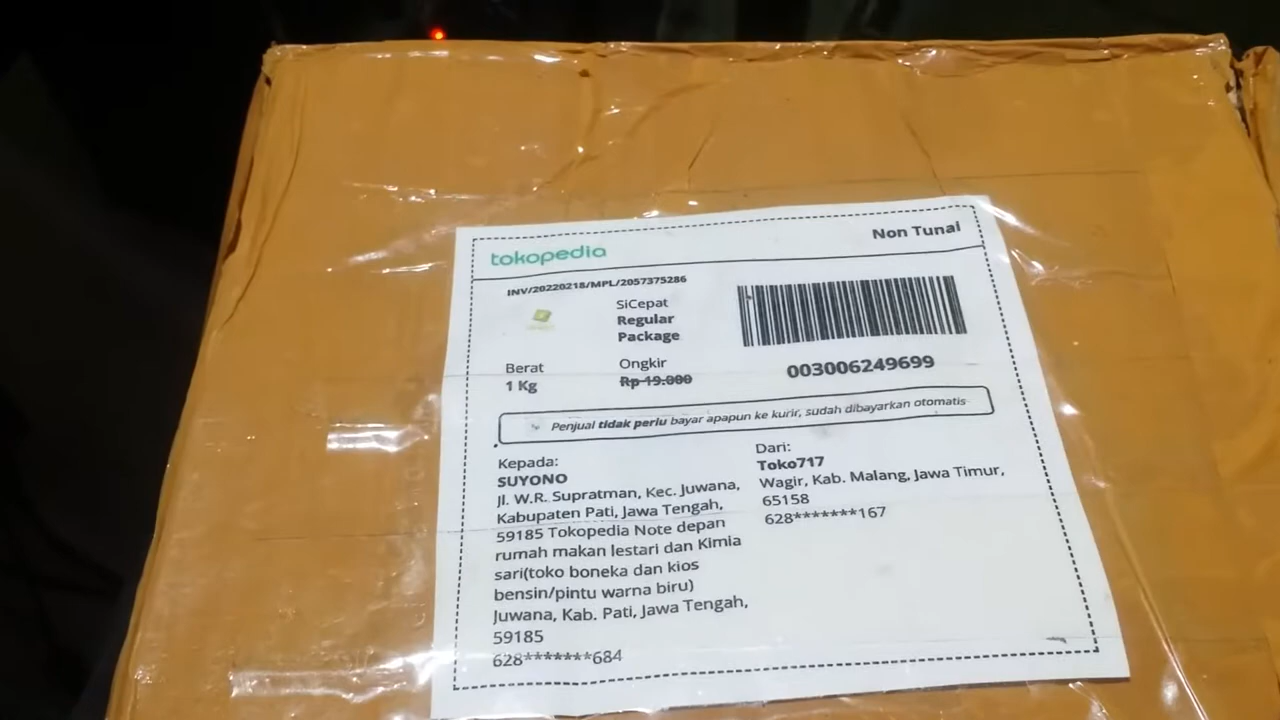 tokopedia
Non Tunai
INV/20220218/MPL/2057375286
SiCepat
Regular
Package
Berat
1 Kg
Ongkir
Rp 19.000
003006249699
Penjual tidak perlu bayar apapun ke kurir, sudah dibayarkan otomatis
Kepada:
SUYONO
Jl. W.R. Supratman, Kec. Juwana,
Kabupaten Pati, Jawa Tengah,
59185 Tokopedia Note depan
rumah makan lestari dan Kimia
sari(toko boneka dan kios
bensin/pintu warna biru)
Juwana, Kab. Pati, Jawa Tengah,
59185
628*******684
Dari:
Toko717
Wagir, Kab. Malang, Jawa Timur,
65158
628*******167